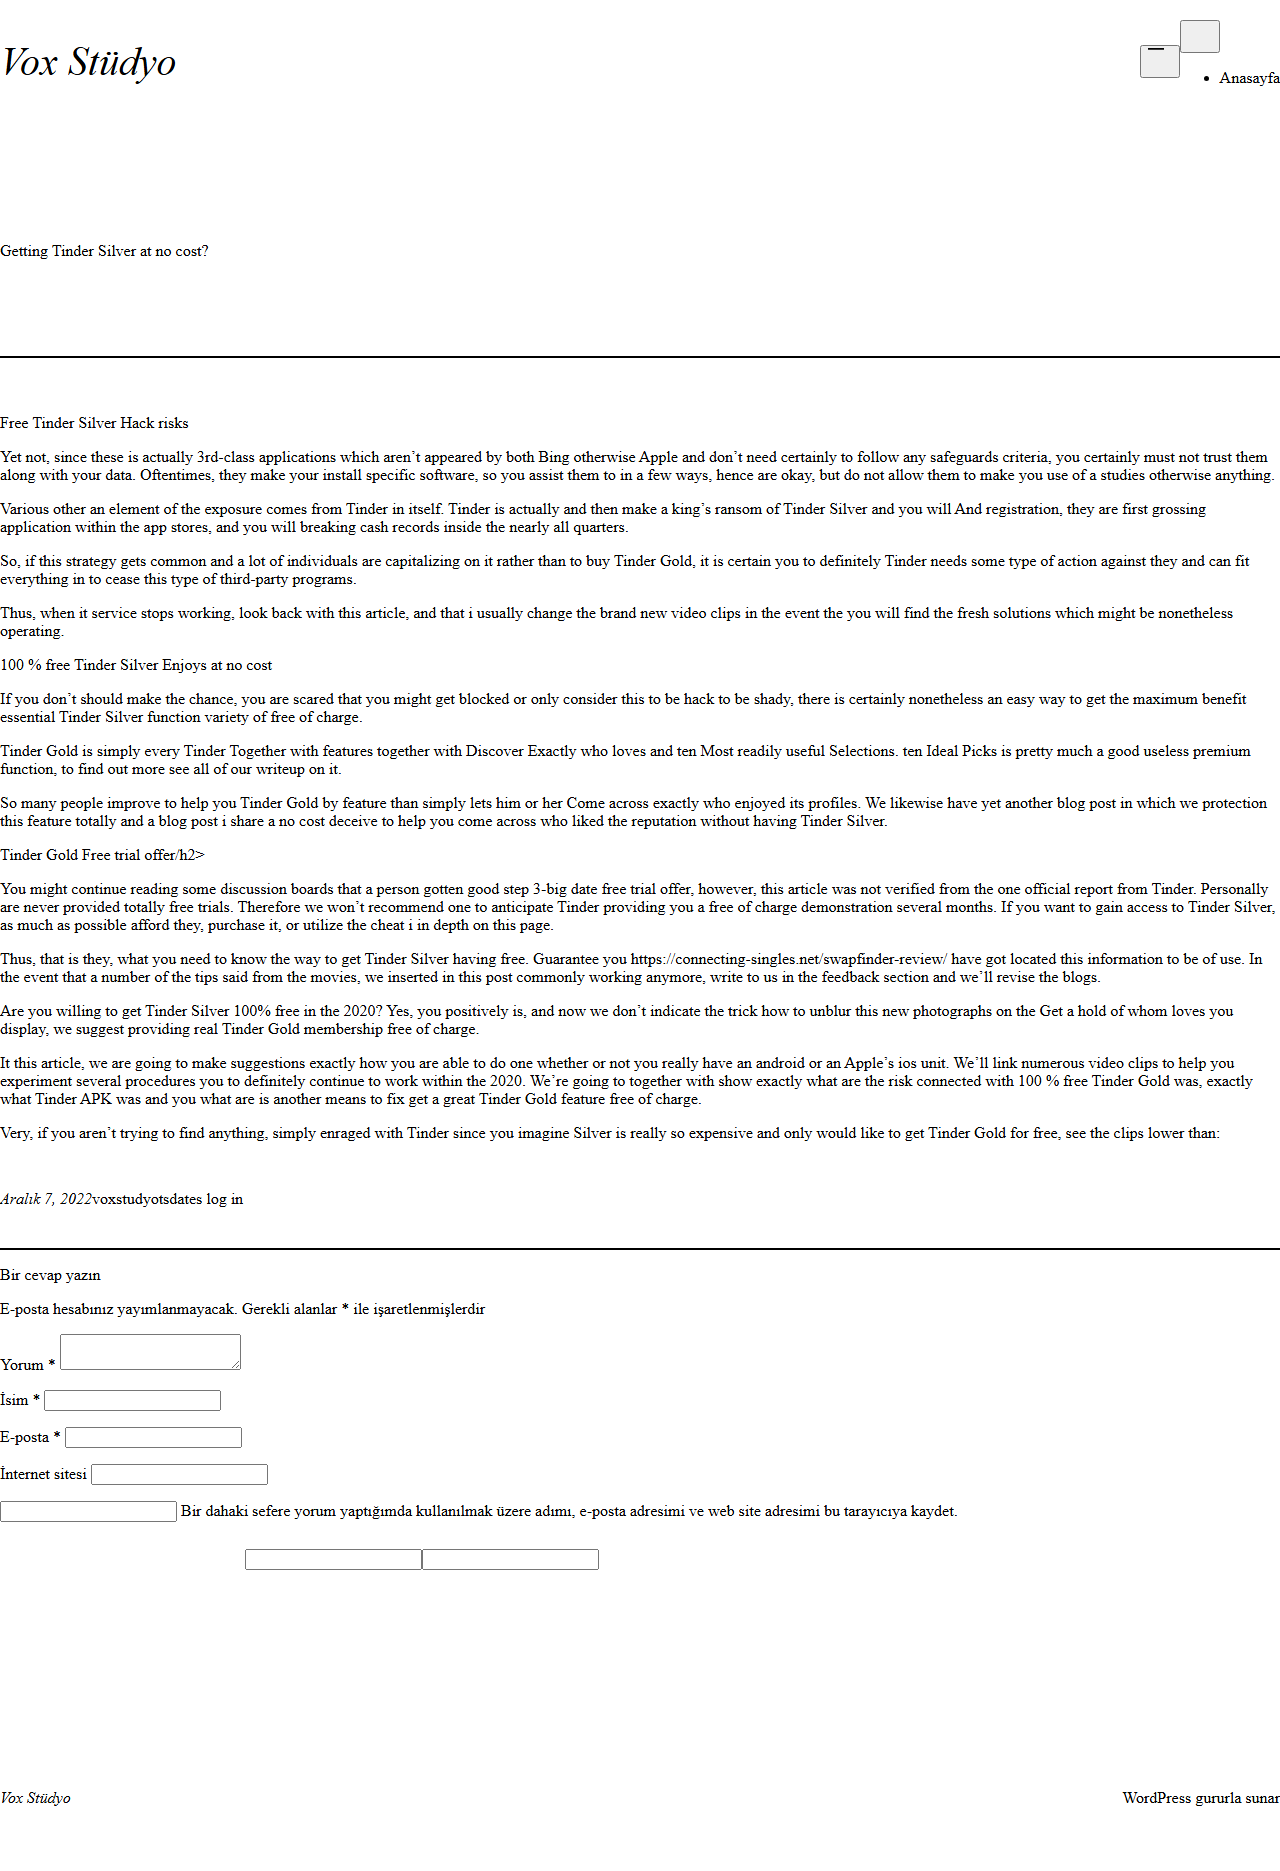 Vox Stüdyo
Anasayfa
Getting Tinder Silver at no cost?
Free Tinder Silver Hack risks
Yet not, since these is actually 3rd-class applications which aren’t appeared by both Bing otherwise Apple and don’t need certainly to follow any safeguards criteria, you certainly must not trust them
along with your data. Oftentimes, they make your install specific software, so you assist them to in a few ways, hence are okay, but do not allow them to make you use of a studies otherwise anything.
Various other an element of the exposure comes from Tinder in itself. Tinder is actually and then make a king’s ransom of Tinder Silver and you will And registration, they are first grossing
application within the app stores, and you will breaking cash records inside the nearly all quarters.
So, if this strategy gets common and a lot of individuals are capitalizing on it rather than to buy Tinder Gold, it is certain you to definitely Tinder needs some type of action against they and can fit
everything in to cease this type of third-party programs.
Thus, when it service stops working, look back with this article, and that i usually change the brand new video clips in the event the you will find the fresh solutions which might be nonetheless
operating.
100 % free Tinder Silver Enjoys at no cost
If you don’t should make the chance, you are scared that you might get blocked or only consider this to be hack to be shady, there is certainly nonetheless an easy way to get the maximum benefit
essential Tinder Silver function variety of free of charge.
Tinder Gold is simply every Tinder Together with features together with Discover Exactly who loves and ten Most readily useful Selections. ten Ideal Picks is pretty much a good useless premium
function, to find out more see all of our writeup on it.
So many people improve to help you Tinder Gold by feature than simply lets him or her Come across exactly who enjoyed its profiles. We likewise have yet another blog post in which we protection
this feature totally and a blog post i share a no cost deceive to help you come across who liked the reputation without having Tinder Silver.
Tinder Gold Free trial offer/h2>
You might continue reading some discussion boards that a person gotten good step 3-big date free trial offer, however, this article was not verified from the one official report from Tinder. Personally
are never provided totally free trials. Therefore we won’t recommend one to anticipate Tinder providing you a free of charge demonstration several months. If you want to gain access to Tinder Silver,
as much as possible afford they, purchase it, or utilize the cheat i in depth on this page.
Thus, that is they, what you need to know the way to get Tinder Silver having free. Guarantee you https://connecting-singles.net/swapfinder-review/ have got located this information to be of use. In
the event that a number of the tips said from the movies, we inserted in this post commonly working anymore, write to us in the feedback section and we’ll revise the blogs.
Are you willing to get Tinder Silver 100% free in the 2020? Yes, you positively is, and now we don’t indicate the trick how to unblur this new photographs on the Get a hold of whom loves you
display, we suggest providing real Tinder Gold membership free of charge.
It this article, we are going to make suggestions exactly how you are able to do one whether or not you really have an android or an Apple’s ios unit. We’ll link numerous video clips to help you
experiment several procedures you to definitely continue to work within the 2020. We’re going to together with show exactly what are the risk connected with 100 % free Tinder Gold was, exactly
what Tinder APK was and you what are is another means to fix get a great Tinder Gold feature free of charge.
Very, if you aren’t trying to find anything, simply enraged with Tinder since you imagine Silver is really so expensive and only would like to get Tinder Gold for free, see the clips lower than:
Aralık 7, 2022voxstudyotsdates log in
Bir cevap yazın
E-posta hesabınız yayımlanmayacak. Gerekli alanlar * ile işaretlenmişlerdir
Yorum *
İsim *
E-posta *
İnternet sitesi
Bir dahaki sefere yorum yaptığımda kullanılmak üzere adımı, e-posta adresimi ve web site adresimi bu tarayıcıya kaydet.
Vox Stüdyo
WordPress gururla sunar